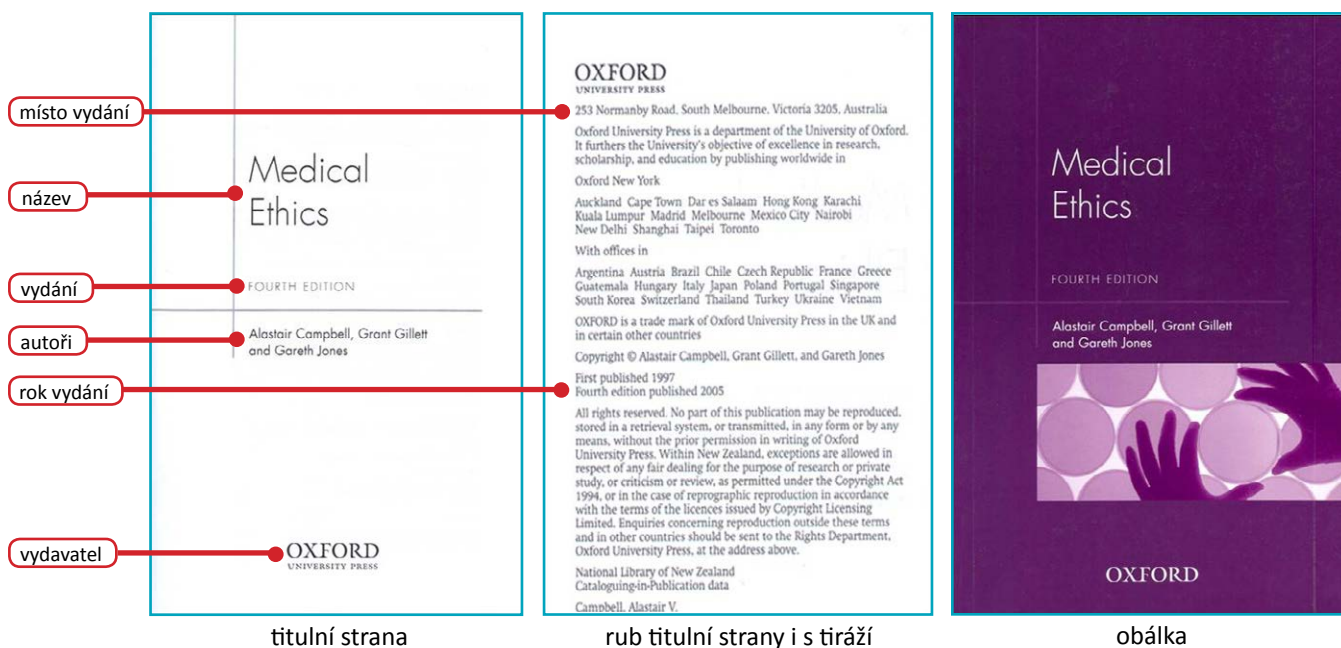 místo vydání
název
vydání
autoři
rok vydání
vydavatel
Medical
Ethics
FOURTH EDITION
Alastair Campbell, Grant Gillett
and Gareth Jones
OXFORD
UNIVERSITY PRESS
titulní strana
OXFORD
UNIVERSITY PRESS
253 Normanby Road, South Melbourne, Victoria 3205, Australia
Oxford University Press is a department of the University of Oxford.
It furthers the University's objective of excellence in research,
scholarship, and education by publishing worldwide in
Oxford New York
Auckland Cape Town Dar es Salaam Hong Kong Karachi
Kuala Lumpur Madrid Melbourne Mexico City Nairobi
New Delhi Shanghai Taipei Toronto
With offices in
Argentina Austria Brazil Chile Czech Republic France Greece
Guatemala Hungary Italy Japan Poland Portugal Singapore
South Korea Switzerland Thailand Turkey Ukraine Vietnam
OXFORD is a trade mark of Oxford University Press in the UK and
in certain other countries
Copyright © Alastair Campbell, Grant Gillett, and Gareth Jones
First published 1997
Fourth edition published 2005
All rights reserved. No part of this publication may be reproduced,
stored in a retrieval system, or transmitted, in any form or by any
means, without the prior permission in writing of Oxford
University Press. Within New Zealand, exceptions are allowed in
respect of any fair dealing for the purpose of research or private
study, or criticism or review, as permitted under the Copyright Act
1994, or in the case of reprographic reproduction in accordance
with the terms of the licences issued by Copyright Licensing
Limited. Enquiries concerning reproduction outside these terms
and in other countries should be sent to the Rights Department,
Oxford University Press, at the address above.
National Library of New Zealand
Cataloguing-in-Publication data
Campbell, Alastair V.
rub titulní strany i s tiráží
Medical
Ethics
FOURTH EDITION
Alastair Campbell, Grant Gillett
and Gareth Jones
OXFORD
obálka